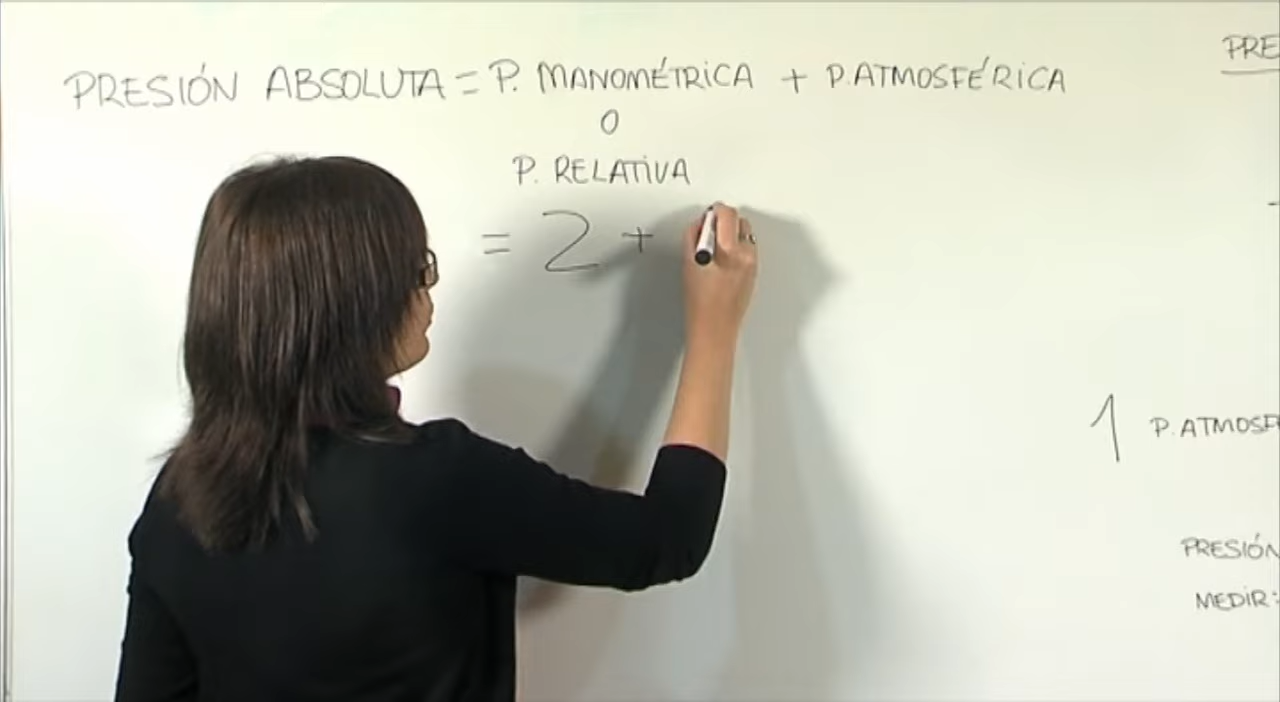 PRESIÓN ABSOLUTA = P. MANOMÉTRICA + P. ATMOSFÉRICA
O
P. RELATIVA
= 2 +
1 P. ATMOSF
PRESIÓN
MEDIR: